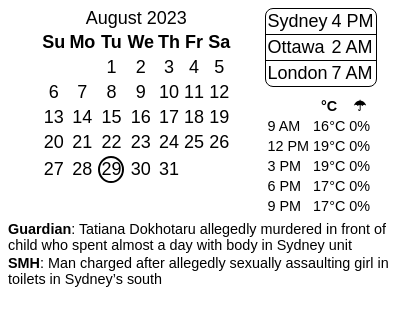 August 2023
Su Mo Tu We Th Fr Sa
1 2 3 4 5
6 7 8 9 10 11 12
13 14 15 16 17 18 19
20 21 22 23 24 25 26
27 28 29 30 31
Sydney 4 PM
Ottawa 2 AM
London 7 AM
°C ☂
9 AM 16°C 0%
12 PM 19°C 0%
3 PM 19°C 0%
6 PM 17°C 0%
9 PM 17°C 0%
Guardian: Tatiana Dokhotaru allegedly murdered in front of
child who spent almost a day with body in Sydney unit
SMH: Man charged after allegedly sexually assaulting girl in
toilets in Sydney’s south